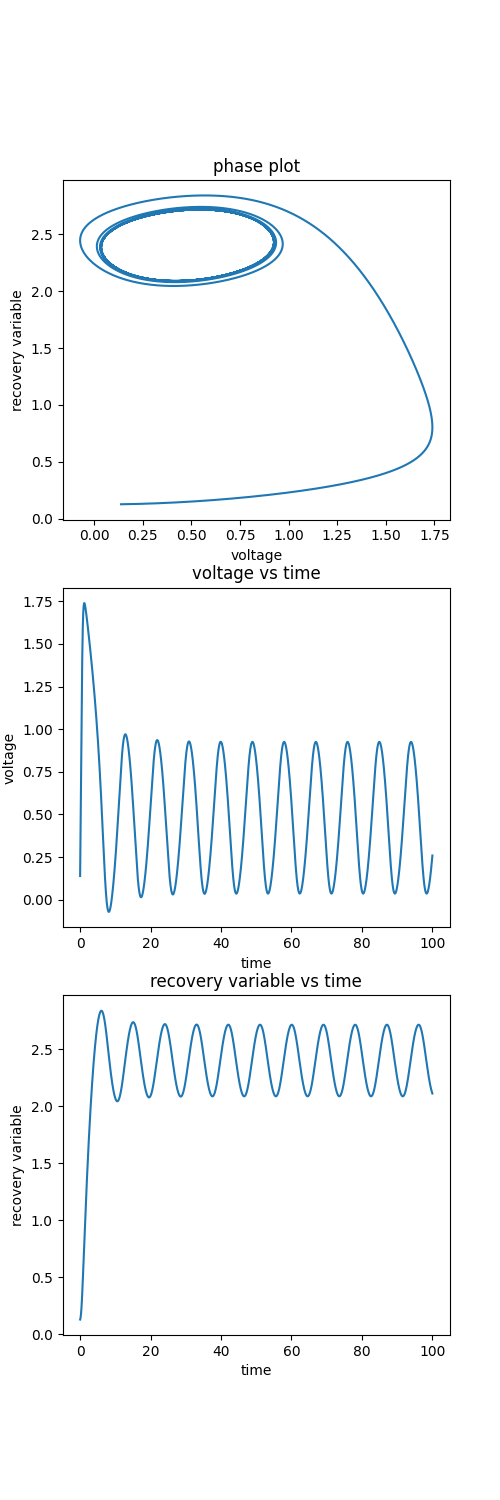 phase plot
2.5
2.0
1.5
1.0
0.5
0.0
recovery variable
0.00 0.25 0.50 0.75 1.00 1.25 1.50 1.75
voltage
voltage vs time
1.75
1.50
1.25
1.00
0.75
0.50
0.25
0.00
voltage
0 20 40 60 80 100
time
recovery variable vs time
2.5
2.0
1.5
1.0
0.5
0.0
recovery variable
0 20 40 60 80 100
time